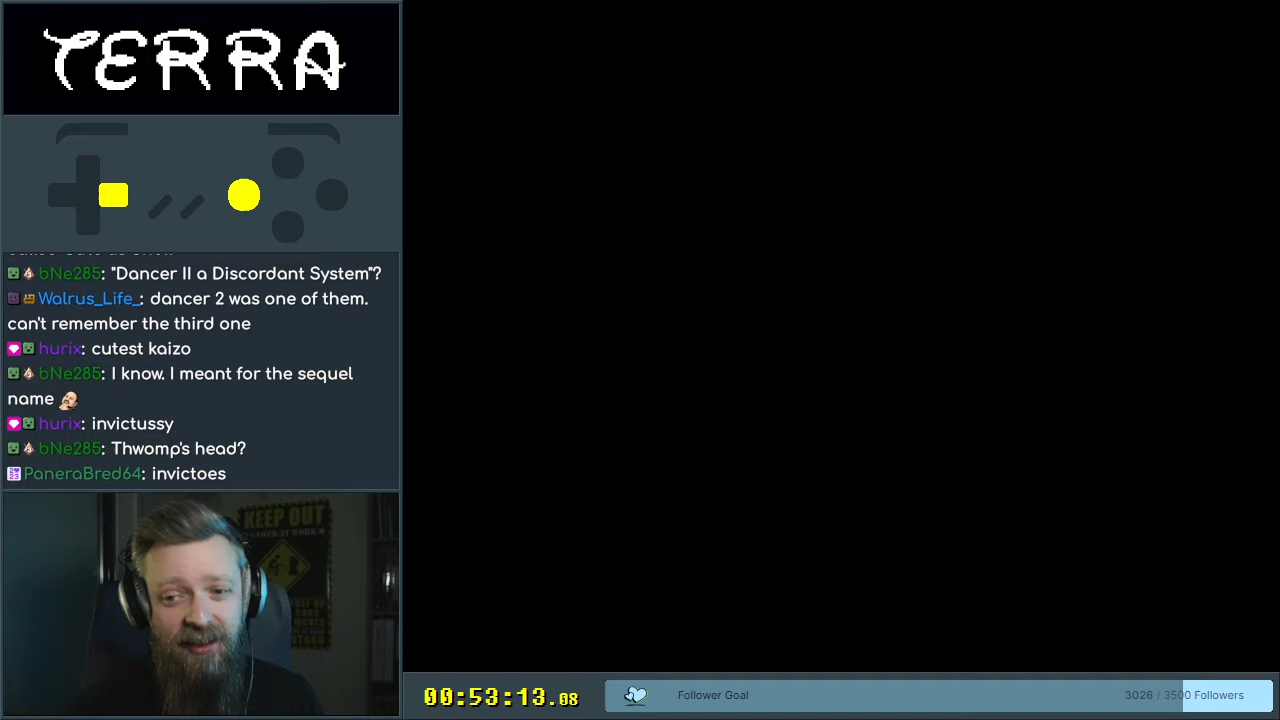 TERRA
bNe285: "Dancer II a Discordant System"?
Walrus_Life_: dancer 2 was one of them.
can't remember the third one
hurix: cutest kaizo
bNe285: I know. I meant for the sequel
name
hurix: invictussy
bNe285: Thwomp's head?
PaneraBred64: invictoes
KEEP OUT
00:53:13.08
Follower Goal
3026 / 3500 Followers